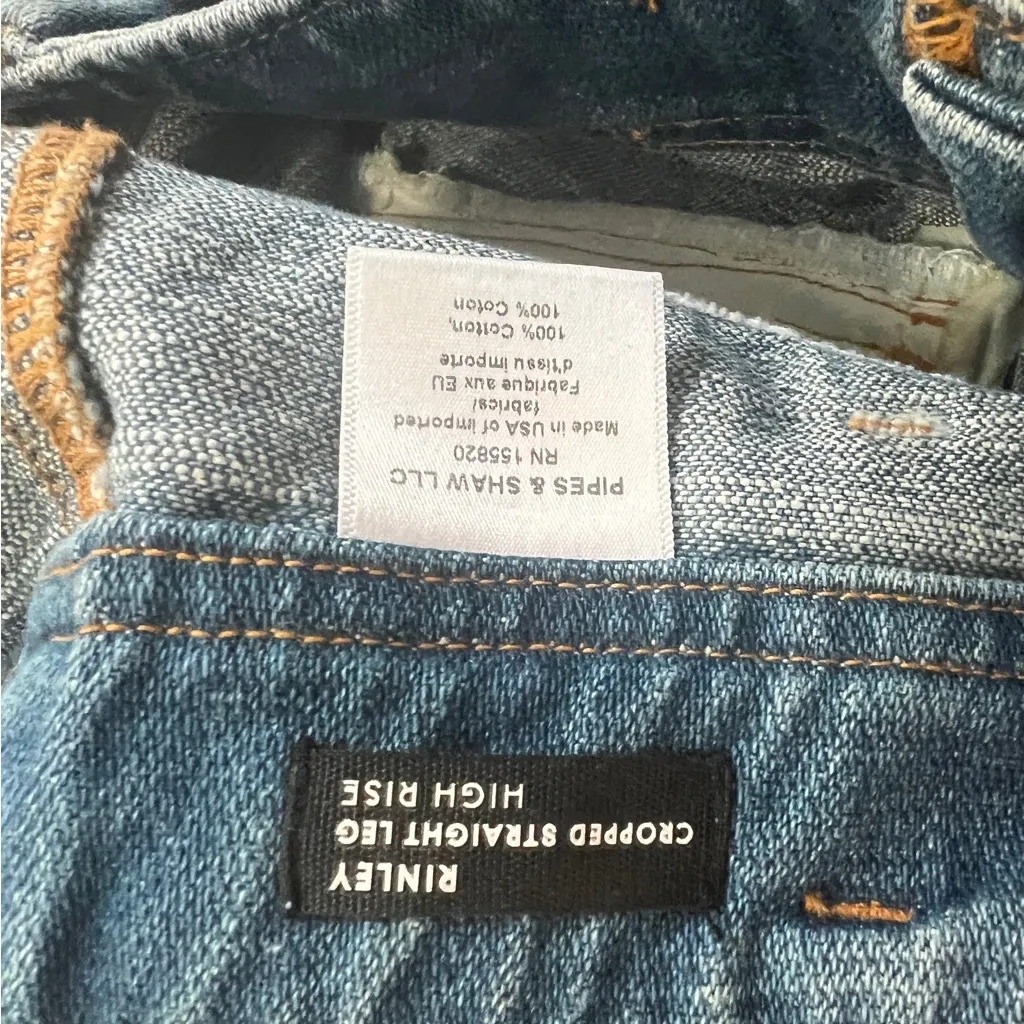 PIPES & SHAW LLC
RN 155820
Made in USA of imported
fabrics/
Fabrique aux EU
d'tissu importe
100% Cotton,
100% Coton
RINLEY
CROPPED STRAIGHT LEG
HIGH RISE